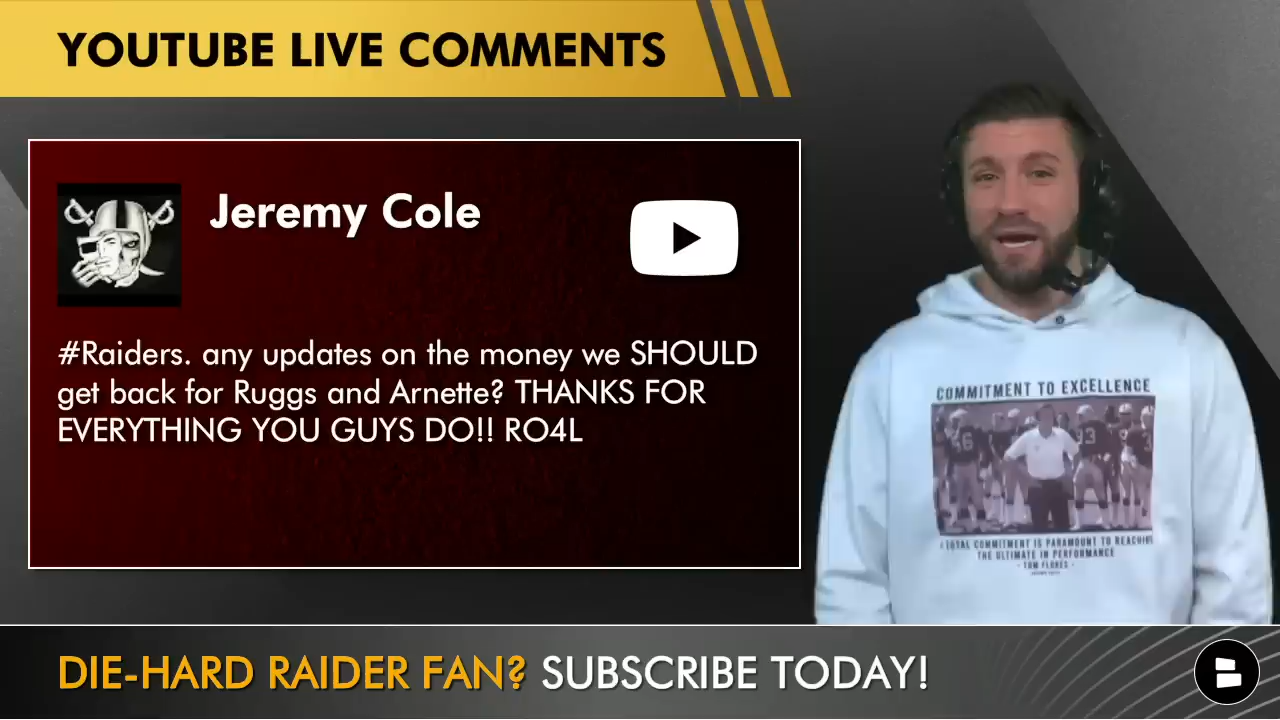 YOUTUBE LIVE COMMENTS
Jeremy Cole
#Raiders. any updates on the money we SHOULD
get back for Ruggs and Arnette? THANKS FOR
EVERYTHING YOU GUYS DO!! RO4L
COMMITMENT TO EXCELLENCE
TOTAL COMMITMENT IS PARAMOUNT TO REACHING
THE ULTIMATE IN PERFORMANCE
- TOM FLORES -
DIE-HARD RAIDER FAN? SUBSCRIBE TODAY!